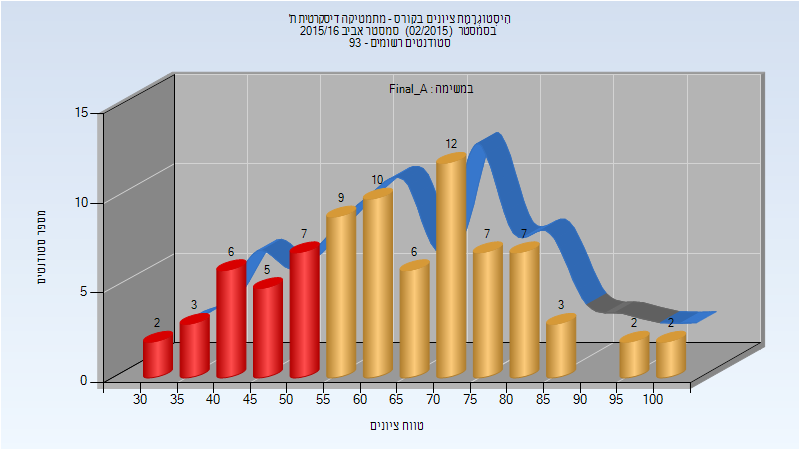 היסטוגרמת ציונים בקורס - מתמטיקה דיסקרטית ת'
בסמסטר (02/2015) סמסטר אביב 2015/16
סטודנטים רשומים - 93
במשימה : Final_A
15
10
5
0
מספר סטודנטים
2
3
6
5
7
9
10
6
12
7
7
3
2
2
30 35 40 45 50 55 60 65 70 75 80 85 90 95 100
טווח ציונים